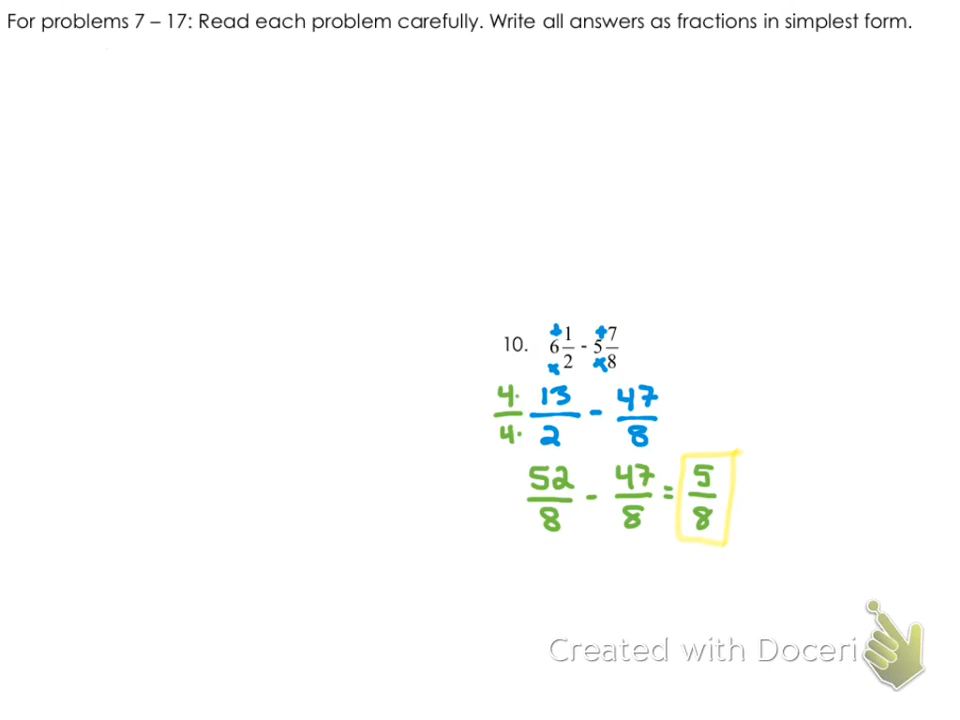 For problems 7 – 17: Read each problem carefully. Write all answers as fractions in simplest form.
10. 6 1/2 - 5 7/8
4·/4· 13/2 - 47/8
52/8 - 47/8 = 5/8
Created with Doceri